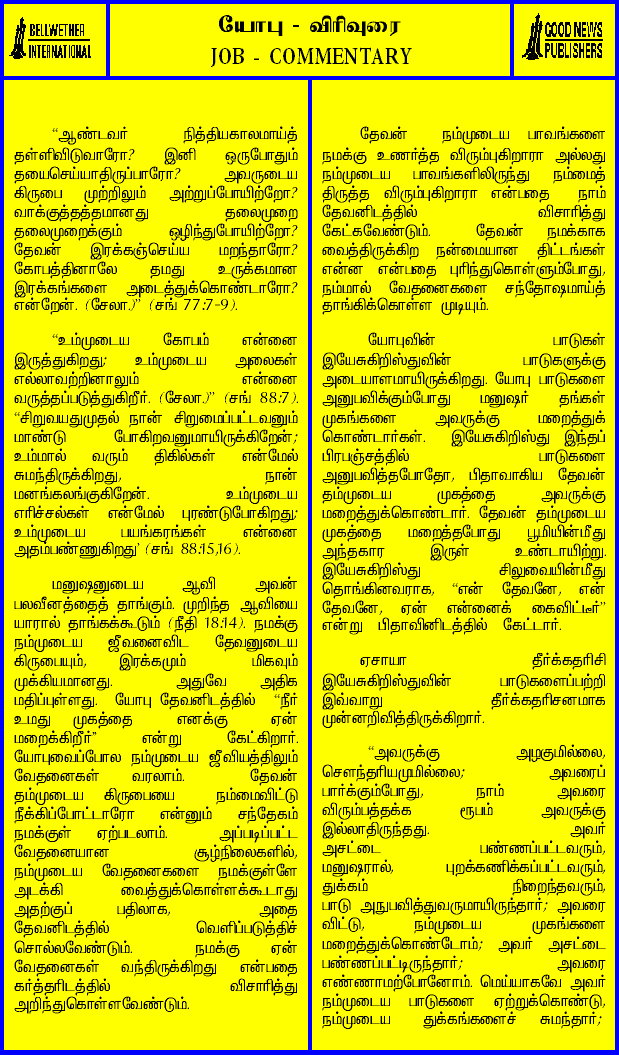 BELLWETHER
INTERNATIONAL
யோபு - விரிவுரை
JOB - COMMENTARY
GOOD NEWS
PUBLISHERS
“ஆண்டவர் நித்தியகாலமாய்த்
தள்ளிவிடுவாரோ? இனி ஒருபோதும்
தயைசெய்யாதிருப்பாரோ? அவருடைய
கிருபை முற்றிலும் அற்றுப்போயிற்றோ?
வாக்குத்தத்தமானது தலைமுறை
தலைமுறைக்கும் ஒழிந்துபோயிற்றோ?
தேவன் இரக்கஞ்செய்ய மறந்தாரோ?
கோபத்தினாலே தமது உருக்கமான
இரக்கங்களை அடைத்துக்கொண்டாரோ?
என்றேன். (சேலா.)” (சங் 77:7-9).
“உம்முடைய கோபம் என்னை
இருத்துகிறது; உம்முடைய அலைகள்
எல்லாவற்றினாலும் என்னை
வருத்தப்படுத்துகிறீர். (சேலா.)” (சங் 88:7).
“சிறுவயதுமுதல் நான் சிறுமைப்பட்டவனும்
மாண்டு போகிறவனுமாயிருக்கிறேன்;
உம்மால் வரும் திகில்கள் என்மேல்
சுமந்திருக்கிறது, நான்
மனங்கலங்குகிறேன். உம்முடைய
எரிச்சல்கள் என்மேல் புரண்டுபோகிறது;
உம்முடைய பயங்கரங்கள் என்னை
அதம்பண்ணுகிறது’ (சங் 88:15,16).
மனுஷனுடைய ஆவி அவன்
பலவீனத்தைத் தாங்கும். முறிந்த ஆவியை
யாரால் தாங்கக்கூடும் (நீதி 18:14). நமக்கு
நம்முடைய ஜீவனைவிட தேவனுடைய
கிருபையும், இரக்கமும் மிகவும்
முக்கியமானது. அதுவே அதிக
மதிப்புள்ளது. யோபு தேவனிடத்தில் “நீர்
உமது முகத்தை எனக்கு ஏன்
மறைக்கிறீர்” என்று கேட்கிறார்.
யோபுவைப்போல நம்முடைய ஜீவியத்திலும்
வேதனைகள் வரலாம். தேவன்
தம்முடைய கிருபையை நம்மைவிட்டு
நீக்கிப்போட்டாரோ என்னும் சந்தேகம்
நமக்குள் ஏற்படலாம். அப்படிப்பட்ட
வேதனையான சூழ்நிலைகளில்,
நம்முடைய வேதனைகளை நமக்குள்ளே
அடக்கி வைத்துக்கொள்ளக்கூடாது
அதற்குப் பதிலாக, அதை
தேவனிடத்தில் வெளிப்படுத்திச்
சொல்லவேண்டும். நமக்கு ஏன்
வேதனைகள் வந்திருக்கிறது என்பதை
கர்த்தரிடத்தில் விசாரித்து
அறிந்துகொள்ளவேண்டும்.
தேவன் நம்முடைய பாவங்களை
நமக்கு உணர்த்த விரும்புகிறாரா அல்லது
நம்முடைய பாவங்களிலிருந்து நம்மைத்
திருத்த விரும்புகிறாரா என்பதை நாம்
தேவனிடத்தில் விசாரித்து
கேட்கவேண்டும். தேவன் நமக்காக
வைத்திருக்கிற நன்மையான திட்டங்கள்
என்ன என்பதை புரிந்துகொள்ளும்போது,
நம்மால் வேதனைகளை சந்தோஷமாய்த்
தாங்கிக்கொள்ள முடியும்.
யோபுவின் பாடுகள்
இயேசுகிறிஸ்துவின் பாடுகளுக்கு
அடையாளமாயிருக்கிறது. யோபு பாடுகளை
அனுபவிக்கும்போது மனுஷர் தங்கள்
முகங்களை அவருக்கு மறைத்துக்
கொண்டார்கள். இயேசுகிறிஸ்து இந்தப்
பிரபஞ்சத்தில் பாடுகளை
அனுபவித்தபோதோ, பிதாவாகிய தேவன்
தம்முடைய முகத்தை அவருக்கு
மறைத்துக்கொண்டார். தேவன் தம்முடைய
முகத்தை மறைத்தபோது பூமியின்மீது
அந்தகார இருள் உண்டாயிற்று.
இயேசுகிறிஸ்து சிலுவையின்மீது
தொங்கினவராக, “என் தேவனே, என்
தேவனே, ஏன் என்னைக் கைவிட்டீர்”
என்று பிதாவினிடத்தில் கேட்டார்.
ஏசாயா தீர்க்கதரிசி
இயேசுகிறிஸ்துவின் பாடுகளைப்பற்றி
இவ்வாறு தீர்க்கதரிசனமாக
முன்னறிவித்திருக்கிறார்.
“அவருக்கு அழகுமில்லை,
சௌந்தரியமுமில்லை; அவரைப்
பார்க்கும்போது, நாம் அவரை
விரும்பத்தக்க ரூபம் அவருக்கு
இல்லாதிருந்தது. அவர்
அசட்டை பண்ணப்பட்டவரும்,
மனுஷரால், புறக்கணிக்கப்பட்டவரும்,
துக்கம் நிறைந்தவரும்,
பாடு அநுபவித்துவருமாயிருந்தார்; அவரை
விட்டு, நம்முடைய முகங்களை
மறைத்துக்கொண்டோம்; அவர் அசட்டை
பண்ணப்பட்டிருந்தார்; அவரை
எண்ணாமற்போனோம். மெய்யாகவே அவர்
நம்முடைய பாடுகளை ஏற்றுக்கொண்டு,
நம்முடைய துக்கங்களைச் சுமந்தார்;